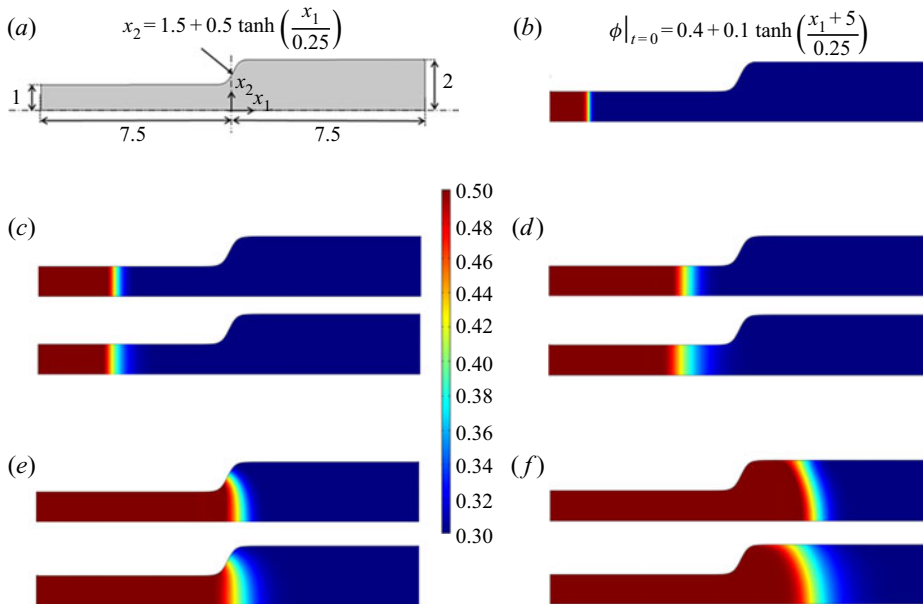 (a) x₂ = 1.5 + 0.5 tanh (x₁/0.25)
1
x₂
x₁
2
7.5
7.5
(b) ϕ|ₜ₌₀ = 0.4 + 0.1 tanh ((x₁ + 5)/0.25)
(c)
0.50
0.48
0.46
0.44
0.42
0.40
0.38
0.36
0.34
0.32
0.30
(d)
(e)
(f)